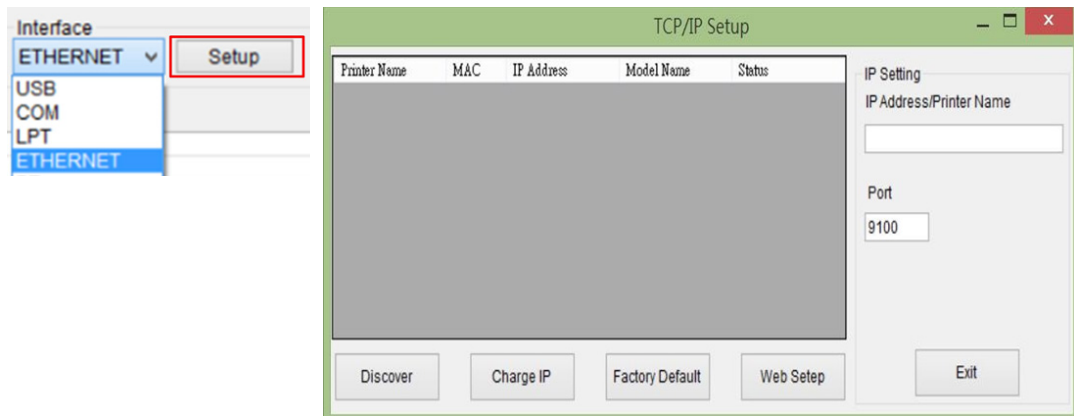 Interface
ETHERNET
Setup
USB
COM
LPT
ETHERNET
TCP/IP Setup
x
Printer Name MAC IP Address Model Name Status
IP Setting
IP Address/Printer Name
Port
9100
Discover Charge IP Factory Default Web Setep Exit